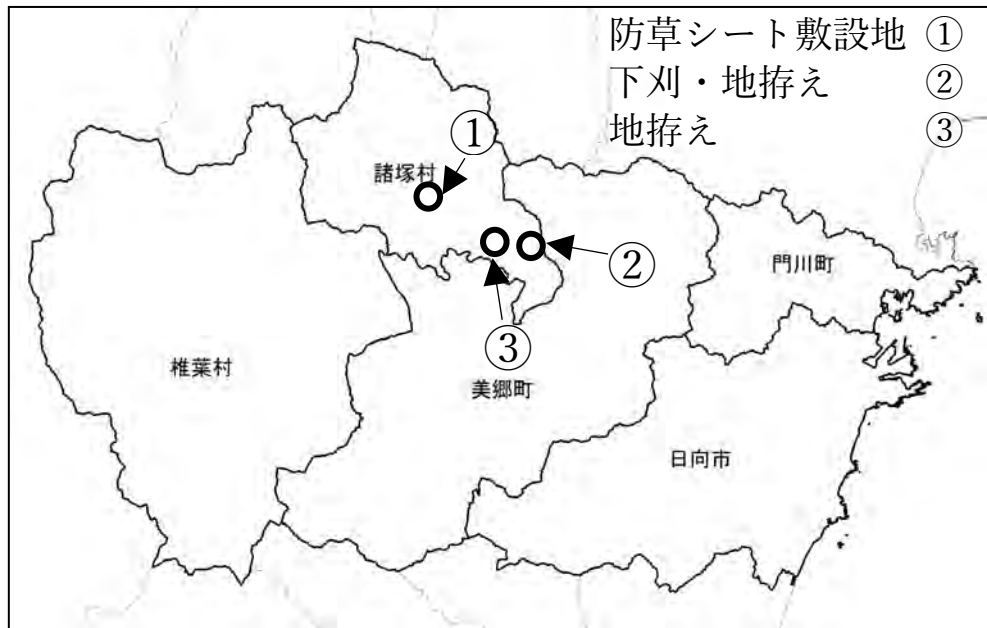 防草シート敷設地 ①
下刈・地拵え ②
地拵え ③
①
諸塚村
②
門川町
③
椎葉村
美郷町
日向市